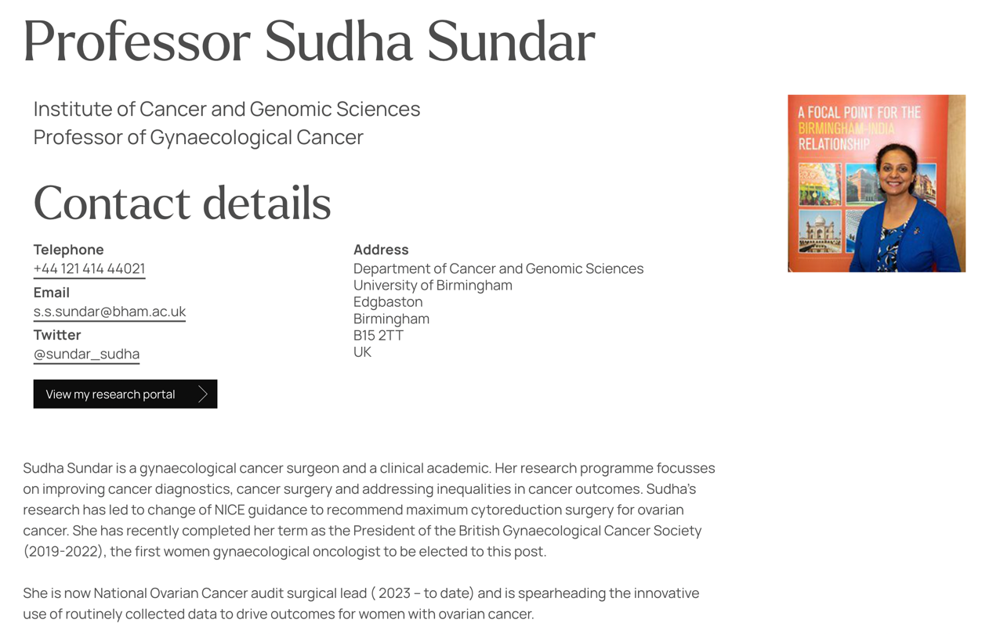 Professor Sudha Sundar
Institute of Cancer and Genomic Sciences
Professor of Gynaecological Cancer
A FOCAL POINT FOR THE
BIRMINGHAM-INDIA
RELATIONSHIP
Contact details
Telephone
+44 121 414 44021
Email
s.s.sundar@bham.ac.uk
Twitter
@sundar_sudha
Address
Department of Cancer and Genomic Sciences
University of Birmingham
Edgbaston
Birmingham
B15 2TT
UK
View my research portal
Sudha Sundar is a gynaecological cancer surgeon and a clinical academic. Her research programme focusses
on improving cancer diagnostics, cancer surgery and addressing inequalities in cancer outcomes. Sudha’s
research has led to change of NICE guidance to recommend maximum cytoreduction surgery for ovarian
cancer. She has recently completed her term as the President of the British Gynaecological Cancer Society
(2019-2022), the first women gynaecological oncologist to be elected to this post.
She is now National Ovarian Cancer audit surgical lead ( 2023 – to date) and is spearheading the innovative
use of routinely collected data to drive outcomes for women with ovarian cancer.